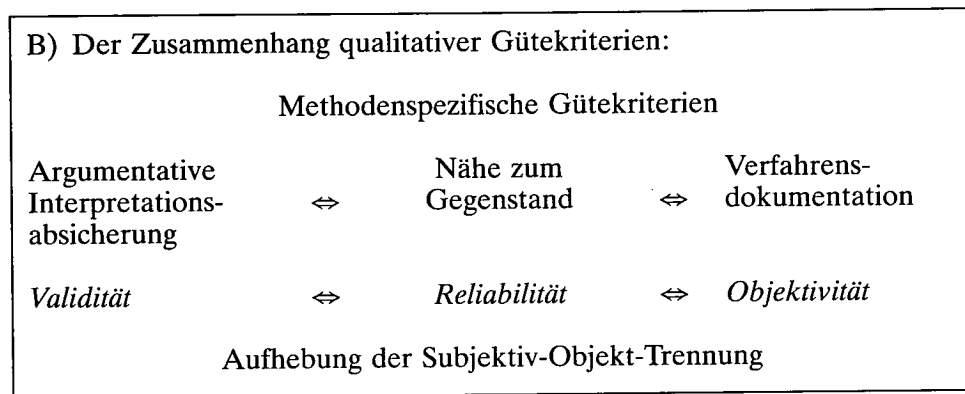 B) Der Zusammenhang qualitativer Gütekriterien:
Methodenspezifische Gütekriterien
Argumentative
Interpretations-
absicherung
⇔
Nähe zum
Gegenstand
⇔
Verfahrens-
dokumentation
Validität ⇔ Reliabilität ⇔ Objektivität
Aufhebung der Subjektiv-Objekt-Trennung